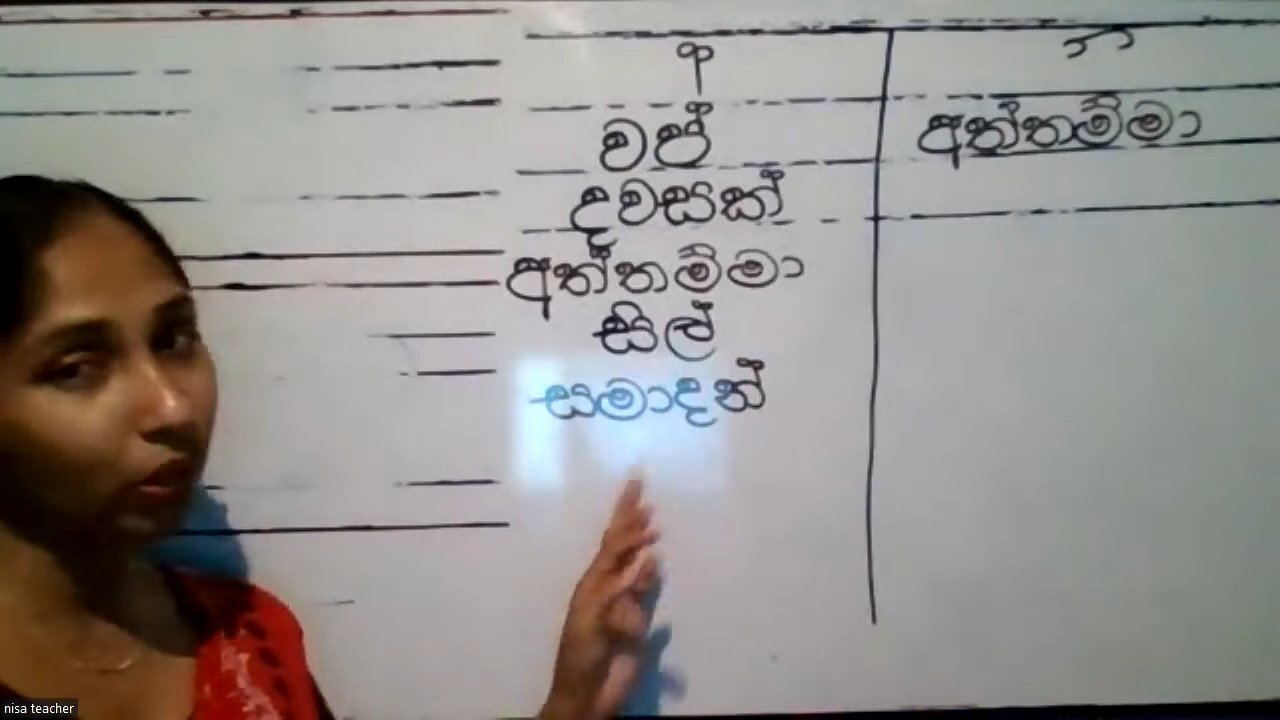 වප්
දවසක්
අත්තම්මා
සිල්
සමාදන්
අත්තම්මා
nisa teacher